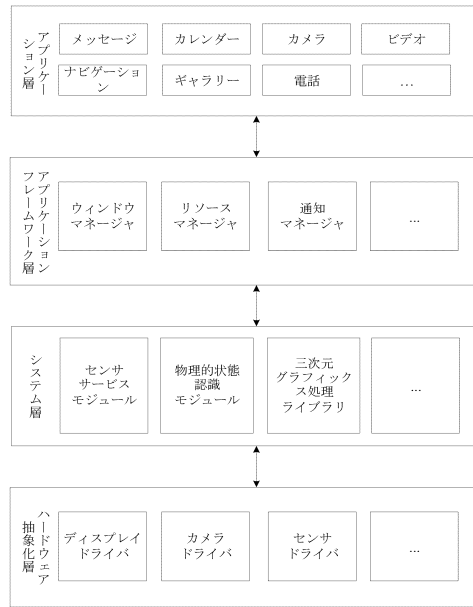 アプリケー
ション層
メッセージ
カレンダー
カメラ
ビデオ
ナビゲーション
ン
ギャラリー
電話
...
アプリケーション
フレームワーク層
ウィンドウ
マネージャ
リソース
マネージャ
通知
マネージャ
...
システム層
センサ
サービス
モジュール
物理的状態
認識
モジュール
三次元
グラフィック
ス処理
ライブラリ
...
ハードウェア
抽象化層
ディスプレイ
ドライバ
カメラ
ドライバ
センサ
ドライバ
...